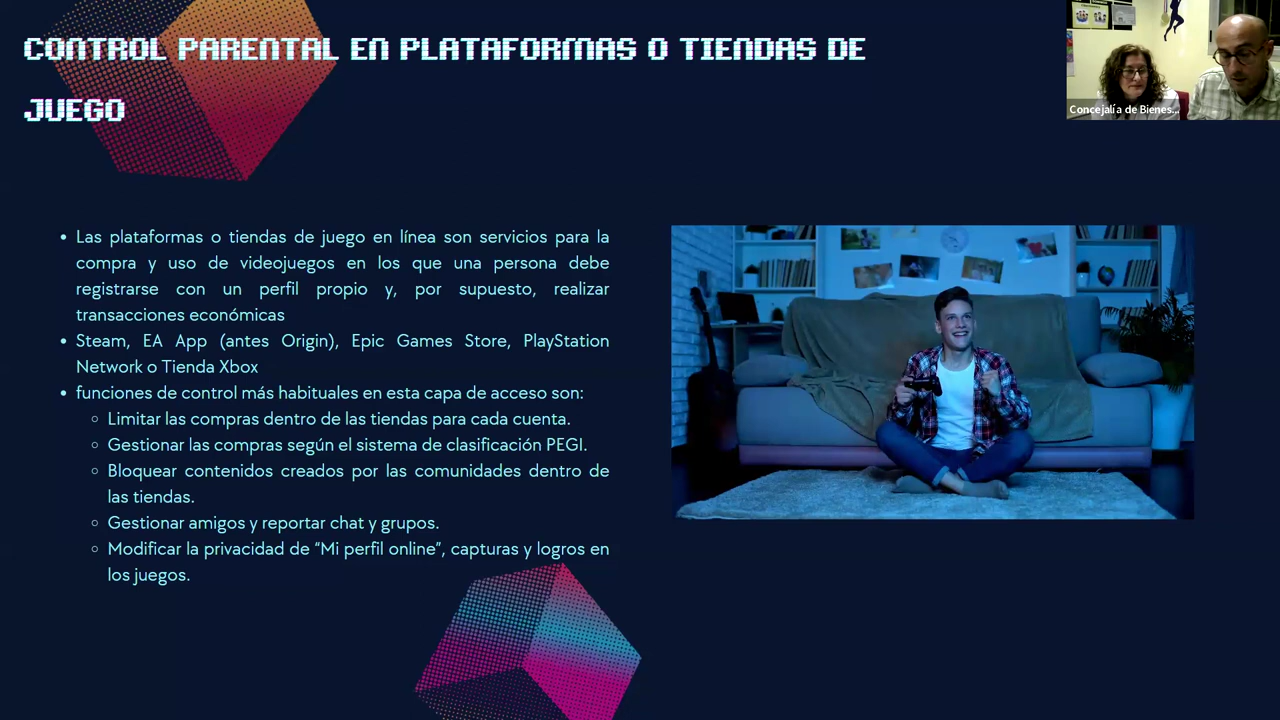 CONTROL PARENTAL EN PLATAFORMAS O TIENDAS DE
JUEGO
Concejalía de Bienes...
• Las plataformas o tiendas de juego en línea son servicios para la
compra y uso de videojuegos en los que una persona debe
registrarse con un perfil propio y, por supuesto, realizar
transacciones económicas
• Steam, EA App (antes Origin), Epic Games Store, PlayStation
Network o Tienda Xbox
• funciones de control más habituales en esta capa de acceso son:
○ Limitar las compras dentro de las tiendas para cada cuenta.
○ Gestionar las compras según el sistema de clasificación PEGI.
○ Bloquear contenidos creados por las comunidades dentro de
las tiendas.
○ Gestionar amigos y reportar chat y grupos.
○ Modificar la privacidad de “Mi perfil online”, capturas y logros en
los juegos.